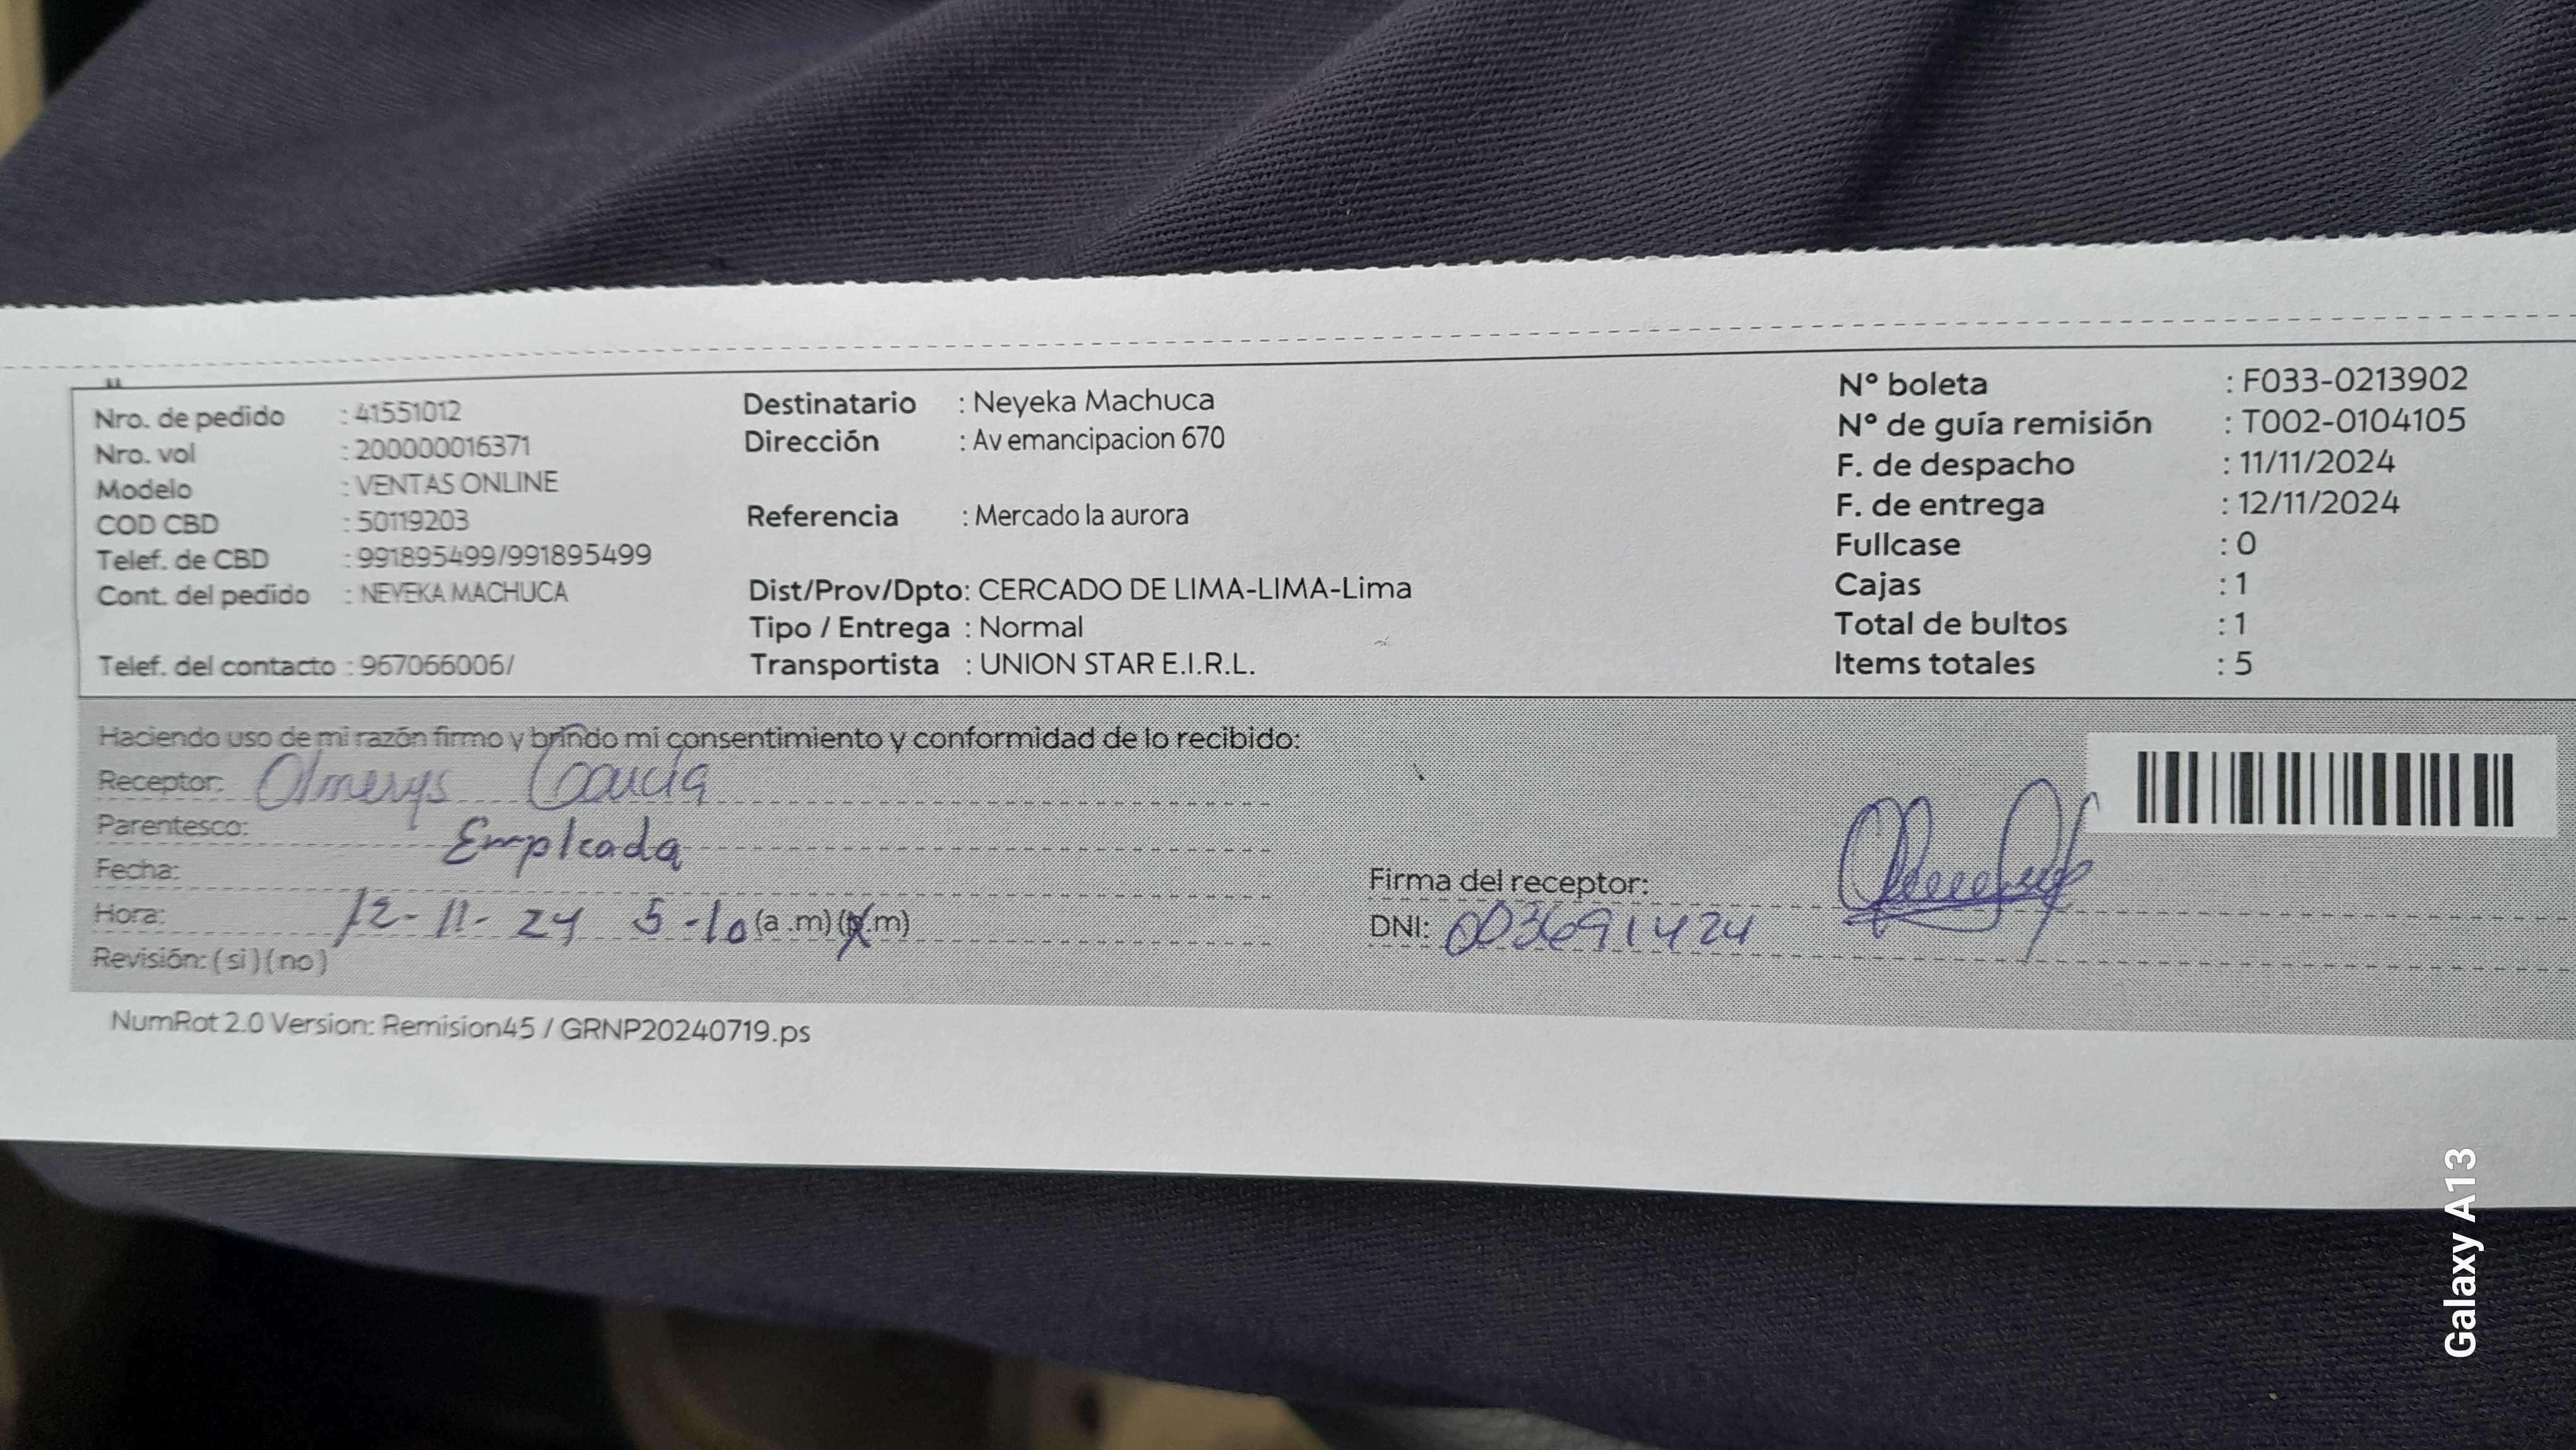 Nro. de pedido : 41551012
Nro. vol : 200000016371
Modelo : VENTAS ONLINE
COD CBD : 50119203
Telef. de CBD : 991895499/991895499
Cont. del pedido : NEYEKA MACHUCA
Telef. del contacto : 967066006/
Destinatario : Neyeka Machuca
Dirección : Av emancipacion 670
Referencia : Mercado la aurora
Dist/Prov/Dpto: CERCADO DE LIMA-LIMA-Lima
Tipo / Entrega : Normal
Transportista : UNION STAR E.I.R.L.
N° boleta : F033-0213902
N° de guía remisión : T002-0104105
F. de despacho : 11/11/2024
F. de entrega : 12/11/2024
Fullcase : 0
Cajas : 1
Total de bultos : 1
Items totales : 5
Haciendo uso de mi razón firmo y brindo mi consentimiento y conformidad de lo recibido:
Receptor: Olmerys García
Parentesco: Empleada
Fecha:
Hora: 12-11-24 5-10 (a.m)(p.m)
Revisión: (si)(no)
Firma del receptor:
DNI: 003691424
NumRot 2.0 Version: Remision45 / GRNP20240719.ps
Galaxy A13